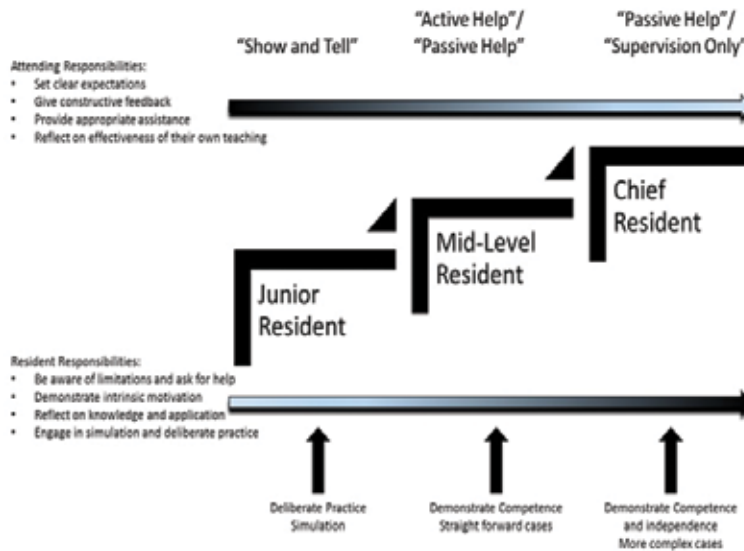 "Show and Tell"
"Active Help"/
"Passive Help"
"Passive Help"/
"Supervision Only"
Attending Responsibilities:
• Set clear expectations
• Give constructive feedback
• Provide appropriate assistance
• Reflect on effectiveness of their own teaching
Junior
Resident
Mid-Level
Resident
Chief
Resident
Resident Responsibilities:
• Be aware of limitations and ask for help
• Demonstrate intrinsic motivation
• Reflect on knowledge and application
• Engage in simulation and deliberate practice
Deliberate Practice
Simulation
Demonstrate Competence
Straight forward cases
Demonstrate Competence
and independence
More complex cases